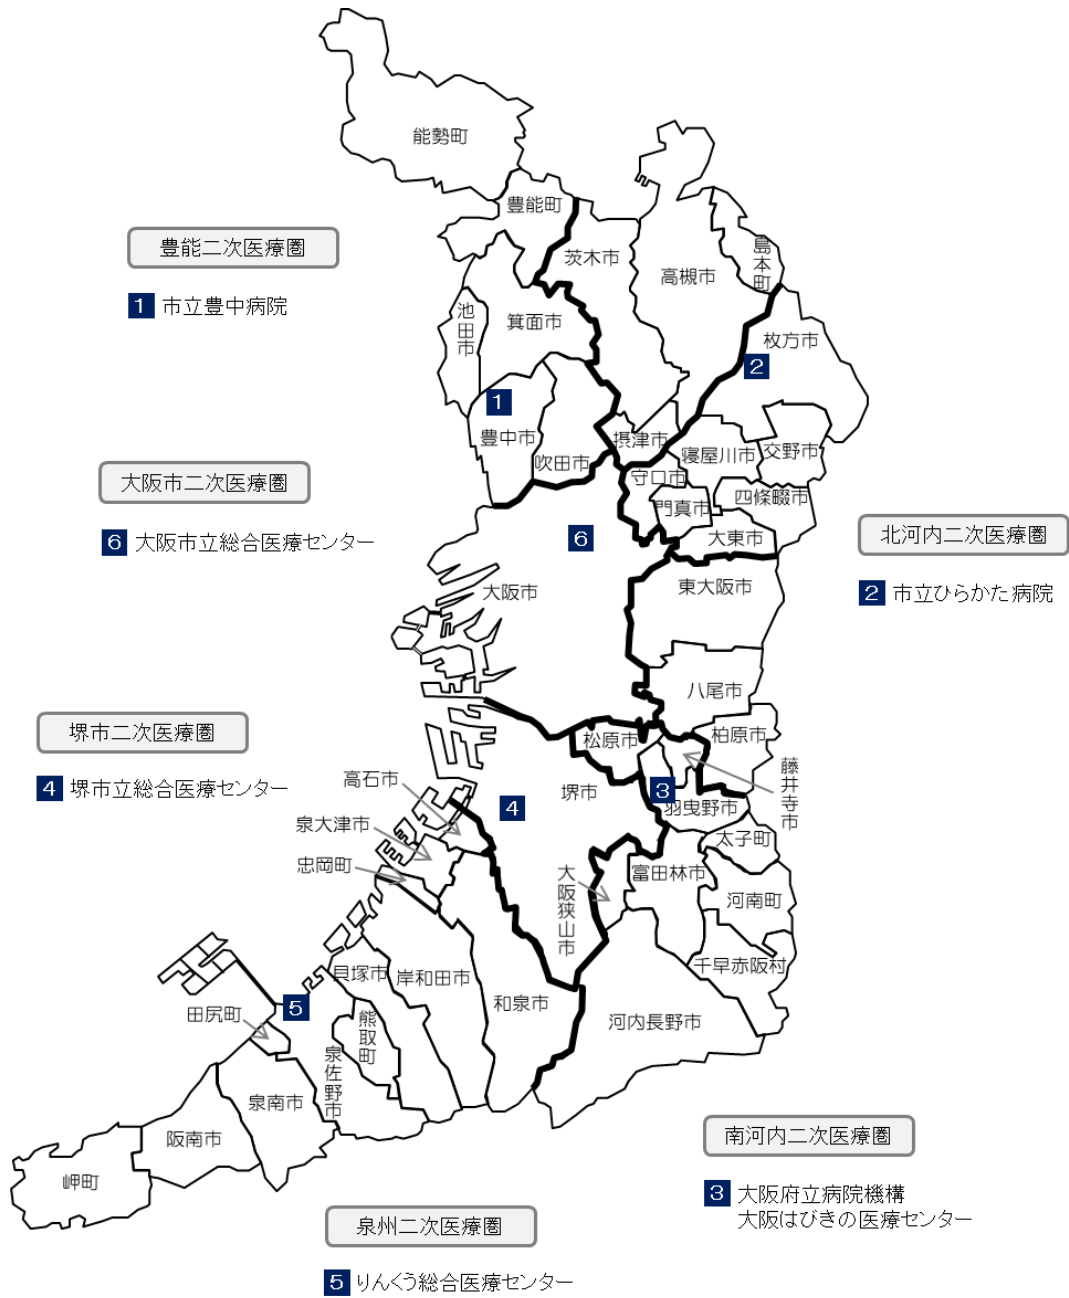 能勢町
豊能町
豊能二次医療圏
1 市立豊中病院
茨木市
高槻市
島本町
池田市
箕面市
枚方市
2
1
豊中市
吹田市
摂津市
寝屋川市
交野市
守口市
門真市
四條畷市
大東市
大阪市二次医療圏
6 大阪市立総合医療センター
6
北河内二次医療圏
2 市立ひらかた病院
大阪市
東大阪市
八尾市
堺市二次医療圏
4 堺市立総合医療センター
松原市
柏原市
藤井寺市
高石市
4
堺市
3
羽曳野市
泉大津市
太子町
忠岡町
大阪狭山市
富田林市
河南町
千早赤阪村
貝塚市
岸和田市
和泉市
河内長野市
5
田尻町
熊取町
泉佐野市
泉南市
阪南市
岬町
南河内二次医療圏
3 大阪府立病院機構
大阪はびきの医療センター
泉州二次医療圏
5 りんくう総合医療センター